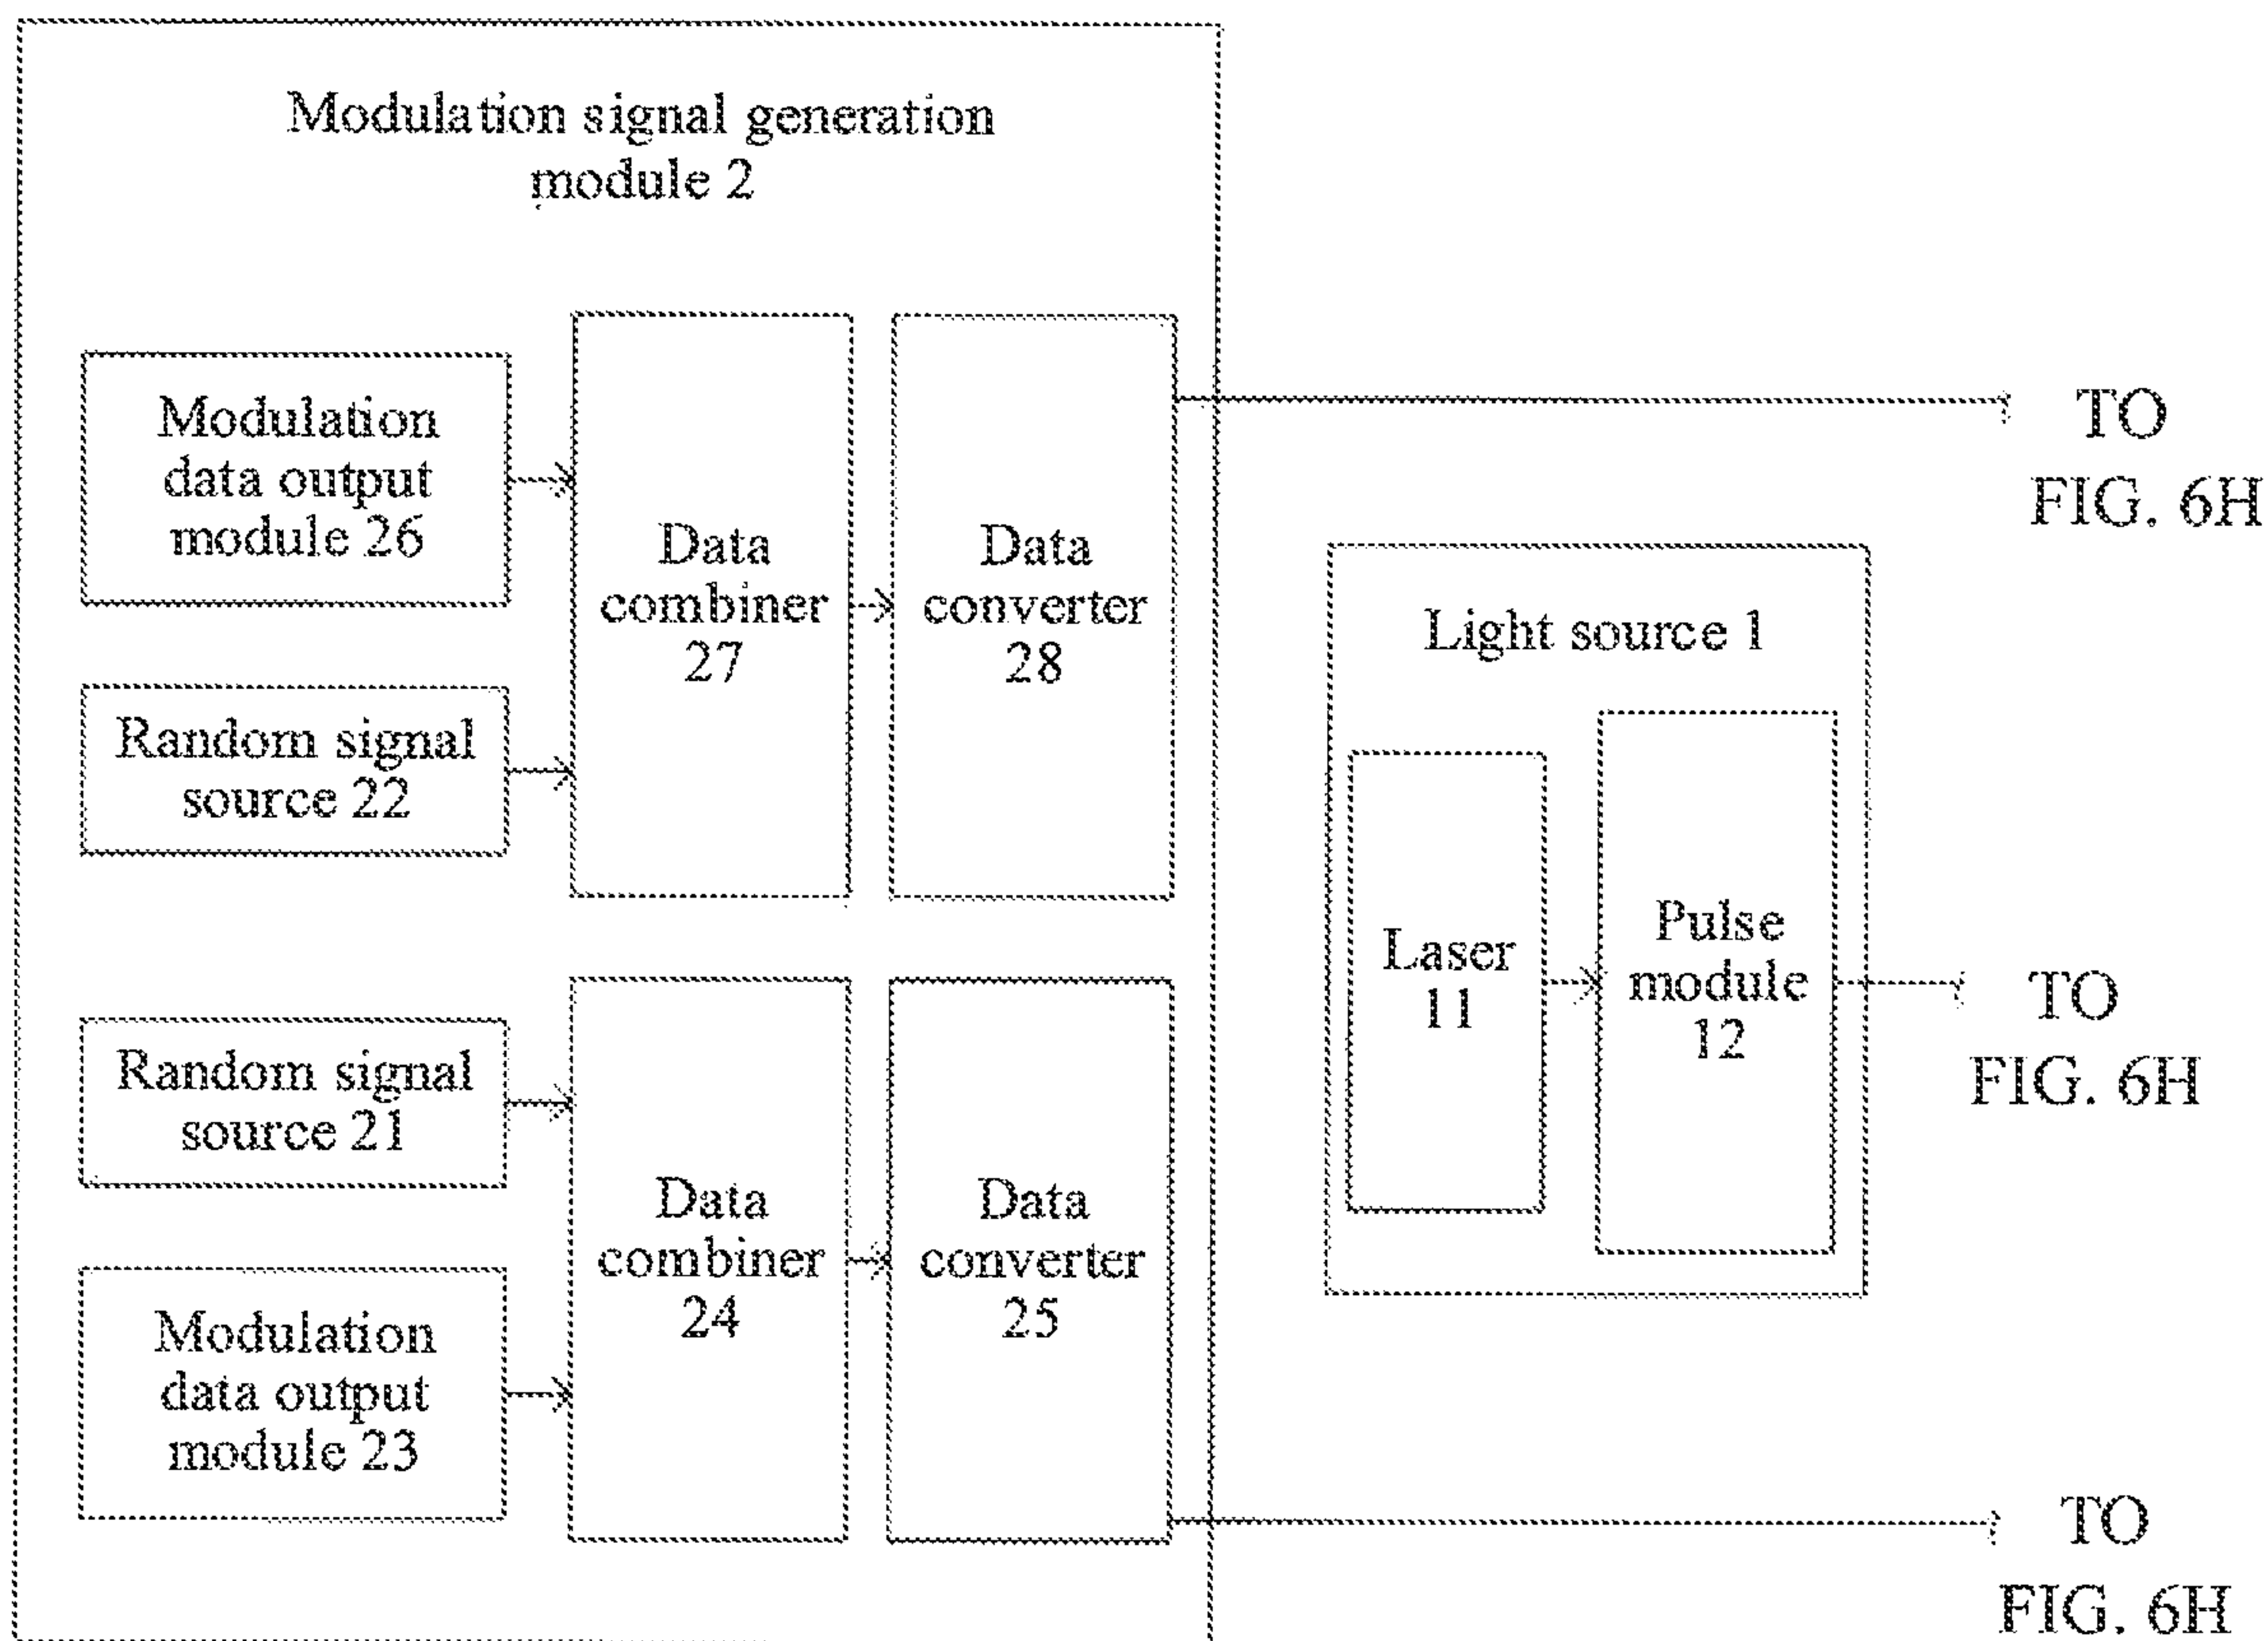 Modulation signal generation
module 2
Modulation
data output
module 26
Random signal
source 22
Data
combiner
27
Data
converter
28
Random signal
source 21
Modulation
data output
module 23
Data
combiner
24
Data
converter
25
Light source 1
Laser
11
Pulse
module
12
TO
FIG. 6H
TO
FIG. 6H
TO
FIG. 6H